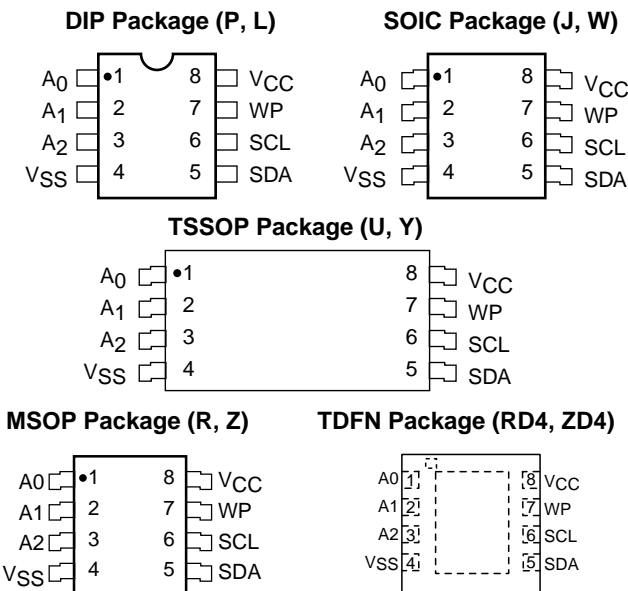 DIP Package (P, L)
A0 1 8 VCC
A1 2 7 WP
A2 3 6 SCL
VSS 4 5 SDA
SOIC Package (J, W)
A0 1 8 VCC
A1 2 7 WP
A2 3 6 SCL
VSS 4 5 SDA
TSSOP Package (U, Y)
A0 1 8 VCC
A1 2 7 WP
A2 3 6 SCL
VSS 4 5 SDA
MSOP Package (R, Z)
A0 1 8 VCC
A1 2 7 WP
A2 3 6 SCL
VSS 4 5 SDA
TDFN Package (RD4, ZD4)
A0 1 8 VCC
A1 2 7 WP
A2 3 6 SCL
VSS 4 5 SDA